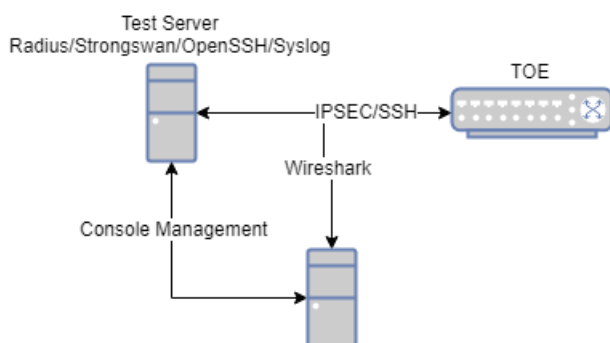 Test Server
Radius/Strongswan/OpenSSH/Syslog
TOE
IPSEC/SSH
Wireshark
Console Management